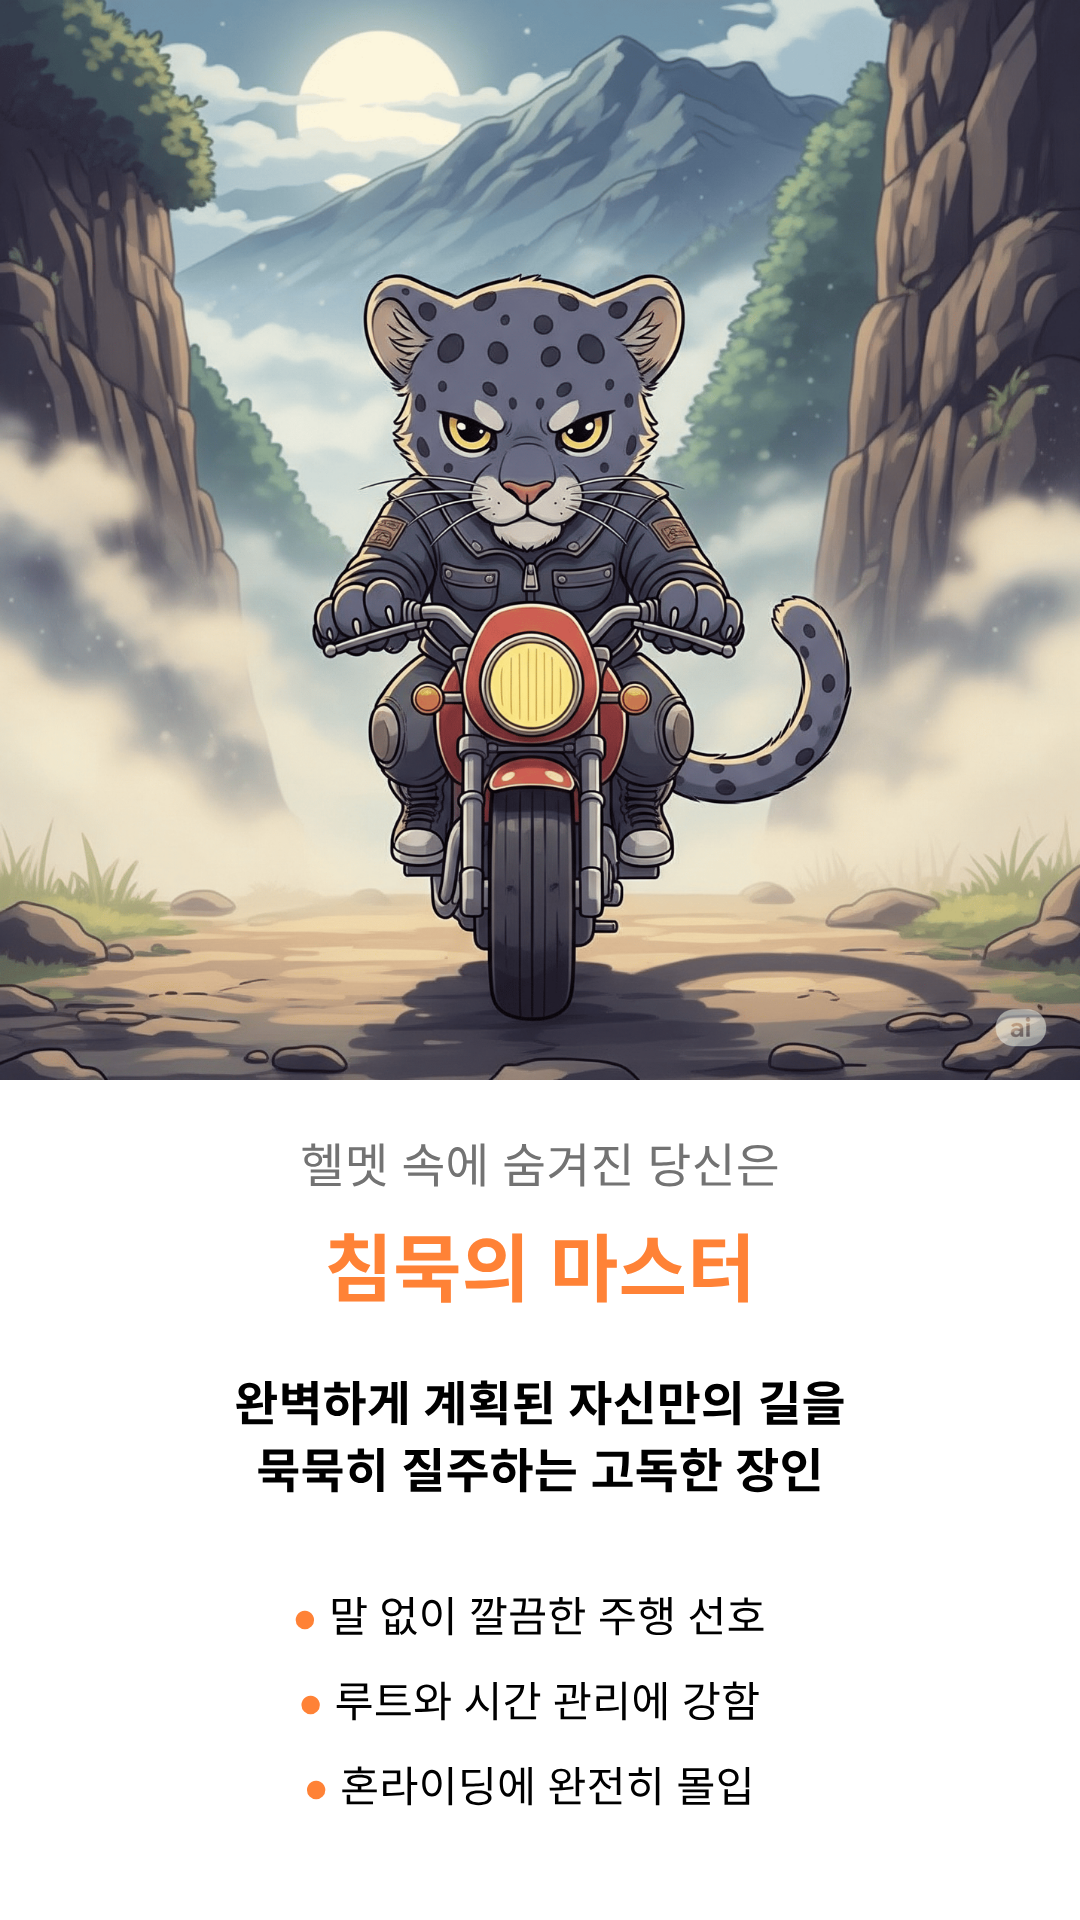 ai
헬멧 속에 숨겨진 당신은
침묵의 마스터
완벽하게 계획된 자신만의 길을
묵묵히 질주하는 고독한 장인
• 말 없이 깔끔한 주행 선호
• 루트와 시간 관리에 강함
• 혼라이딩에 완전히 몰입